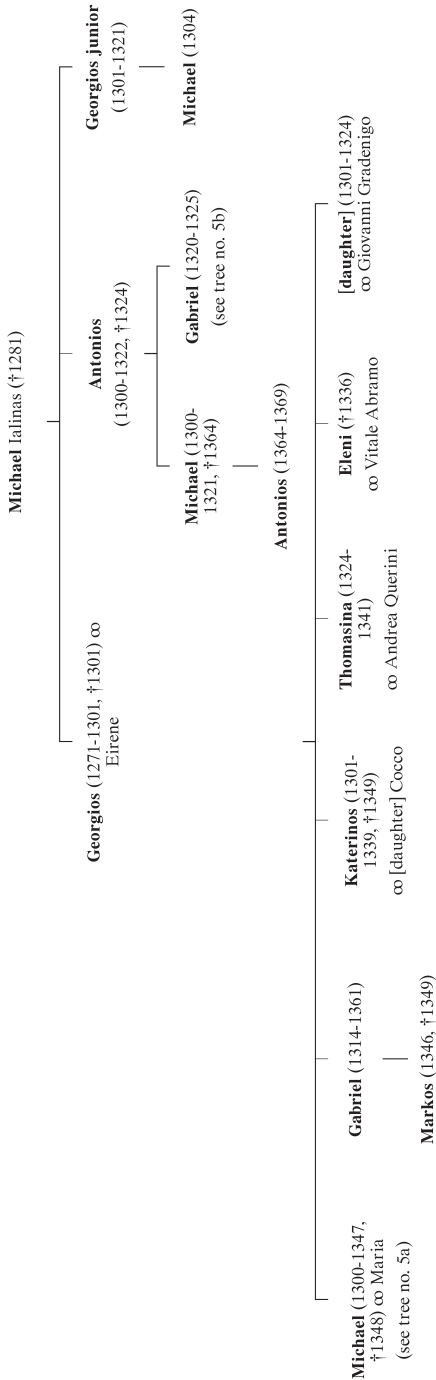 Michael Ialinas (†1281)
Georgios (1271-1301, †1301) ꝏ
Eirene
Antonios
(1300-1322, †1324)
Georgios junior
(1301-1321)
Michael (1300-
1321, †1364)
Gabriel (1320-1325)
(see tree no. 5b)
Michael (1304)
Antonios (1364-1369)
Michael (1300-1347,
†1348) ꝏ Maria
(see tree no. 5a)
Gabriel (1314-1361)
Katerinos (1301-
1339, †1349)
ꝏ [daughter] Cocco
Thomasina (1324-
1341)
ꝏ Andrea Querini
Eleni (†1336)
ꝏ Vitale Abramo
[daughter] (1301-1324)
ꝏ Giovanni Gradenigo
Markos (1346, †1349)